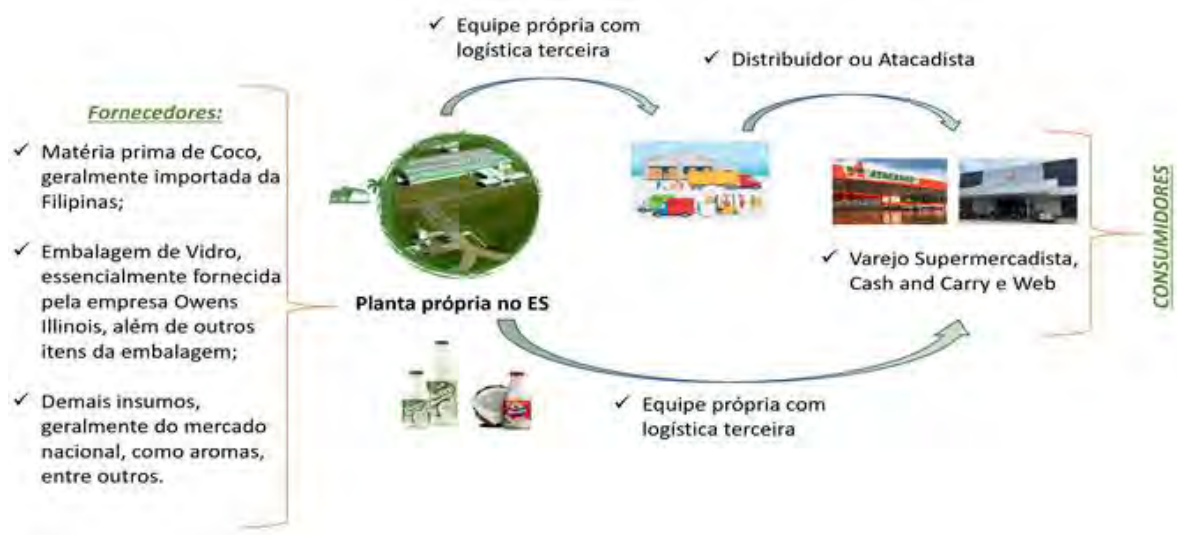 ✓ Equipe própria com
logística terceira
✓ Distribuidor ou Atacadista
Fornecedores:
✓ Matéria prima de Coco,
geralmente importada da
Filipinas;
✓ Embalagem de Vidro,
essencialmente fornecida
pela empresa Owens
Illinois, além de outros
itens da embalagem;
✓ Demais insumos,
geralmente do mercado
nacional, como aromas,
entre outros.
Planta própria no ES
✓ Varejo Supermercadista,
Cash and Carry e Web
✓ Equipe própria com
logística terceira
CONSUMIDORES